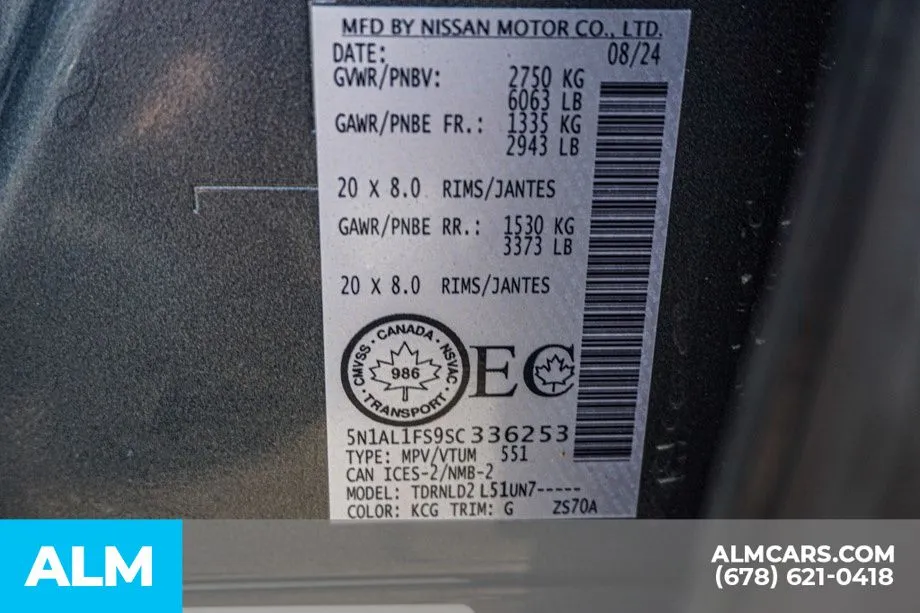 MFD BY NISSAN MOTOR CO., LTD.
DATE: 08/24
GVWR/PNBV: 2750 KG
6063 LB
GAWR/PNBE FR.: 1335 KG
2943 LB
20 X 8.0 RIMS/JANTES
GAWR/PNBE RR.: 1530 KG
3373 LB
20 X 8.0 RIMS/JANTES
CMVSS · CANADA · NSVAC · TRANSPORT ·
986
EC
5N1AL1FS9SC336253
TYPE: MPV/VTUM 551
CAN ICES-2/NMB-2
MODEL: TDRNLD2 L51UN7-----
COLOR: KCG TRIM: G ZS70A
ALM
ALMCARS.COM
(678) 621-0418